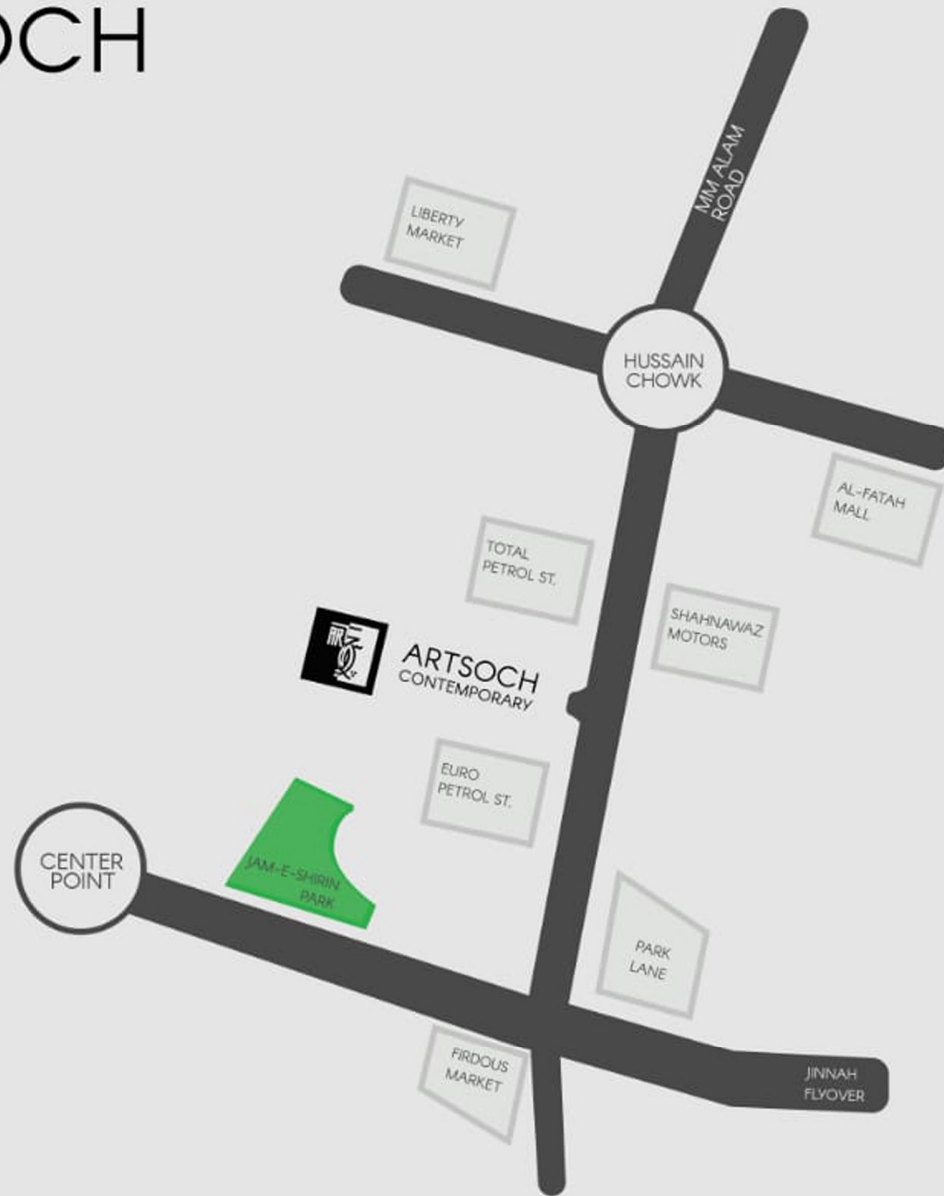 OCH
MM ALAM
ROAD
LIBERTY
MARKET
HUSSAIN
CHOWK
AL-FATAH
MALL
TOTAL
PETROL ST.
SHAHNAWAZ
MOTORS
ARTSOCH
CONTEMPORARY
EURO
PETROL ST.
CENTER
POINT
JAM-E-SHIRIN
PARK
PARK
LANE
FIRDOUS
MARKET
JINNAH
FLYOVER